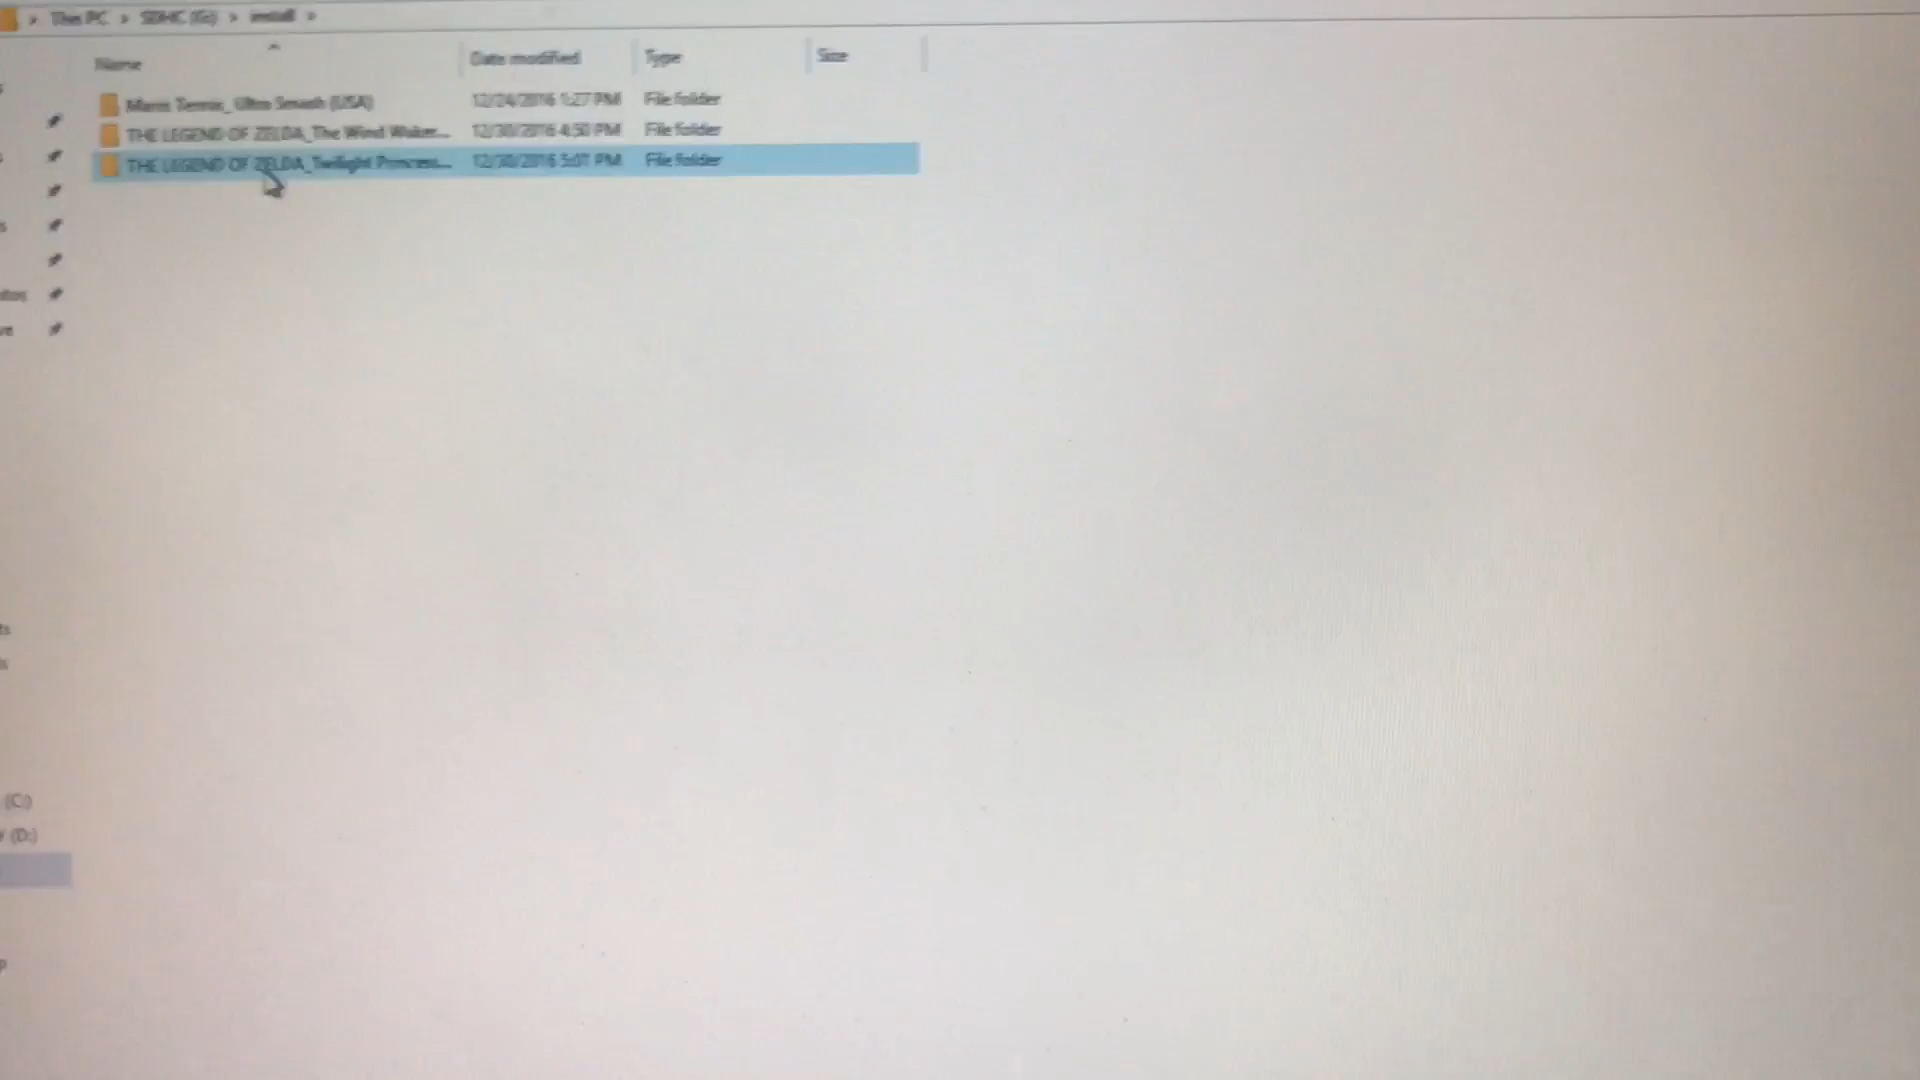 > This PC > SDHC (E:) > install >
Name Date modified Type Size
Mario Tennis_ Ultra Smash (USA) 12/24/2016 1:27 PM File folder
THE LEGEND OF ZELDA_The Wind Waker... 12/30/2016 4:50 PM File folder
THE LEGEND OF ZELDA_Twilight Princess... 12/30/2016 5:01 PM File folder
(C:)
(D:)